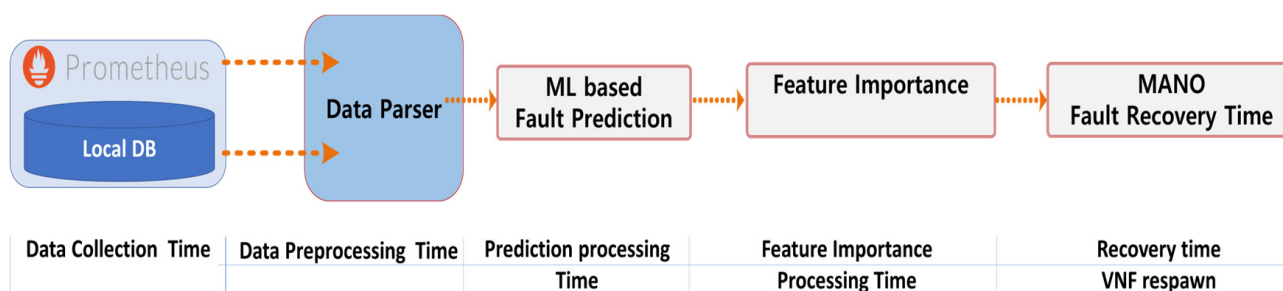 Prometheus
Local DB
Data Parser
ML based
Fault Prediction
Feature Importance
MANO
Fault Recovery Time
Data Collection Time
Data Preprocessing Time
Prediction processing
Time
Feature Importance
Processing Time
Recovery time
VNF respawn